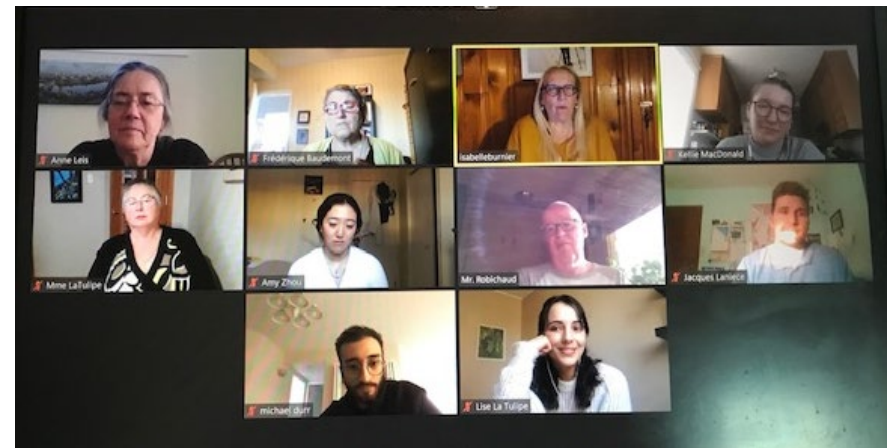 Anne Leis
Frédérique Baudemont
isabelleburnier
Kellie MacDonald
Mme LaTulipe
Amy Zhou
Mr. Robichaud
Jacques Laniece
michael durr
Lise La Tulipe